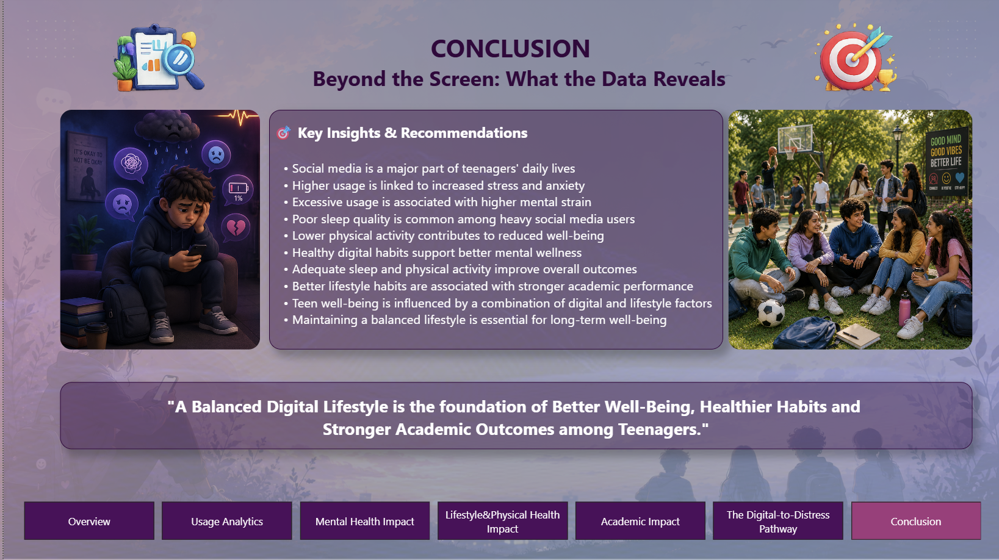 CONCLUSION
Beyond the Screen: What the Data Reveals
IT'S OKAY TO
NOT BE OKAY
1%
Key Insights & Recommendations
• Social media is a major part of teenagers' daily lives
• Higher usage is linked to increased stress and anxiety
• Excessive usage is associated with higher mental strain
• Poor sleep quality is common among heavy social media users
• Lower physical activity contributes to reduced well-being
• Healthy digital habits support better mental wellness
• Adequate sleep and physical activity improve overall outcomes
• Better lifestyle habits are associated with stronger academic performance
• Teen well-being is influenced by a combination of digital and lifestyle factors
• Maintaining a balanced lifestyle is essential for long-term well-being
GOOD MIND
GOOD VIBES
BETTER LIFE
CONNECT BE POSITIVE STAY HAPPY
"A Balanced Digital Lifestyle is the foundation of Better Well-Being, Healthier Habits and
Stronger Academic Outcomes among Teenagers."
Overview
Usage Analytics
Mental Health Impact
Lifestyle&Physical Health
Impact
Academic Impact
The Digital-to-Distress
Pathway
Conclusion